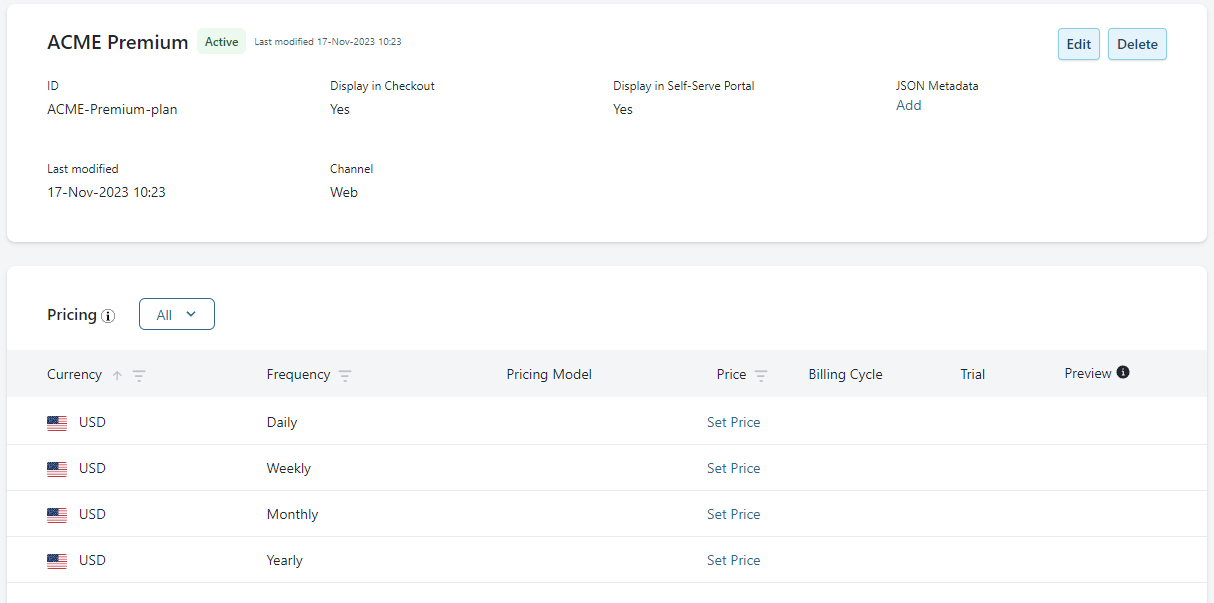 ACME Premium Active Last modified 17-Nov-2023 10:23 Edit Delete
ID Display in Checkout Display in Self-Serve Portal JSON Metadata
ACME-Premium-plan Yes Yes Add
Last modified Channel
17-Nov-2023 10:23 Web
Pricing All
Currency Frequency Pricing Model Price Billing Cycle Trial Preview
USD Daily Set Price
USD Weekly Set Price
USD Monthly Set Price
USD Yearly Set Price